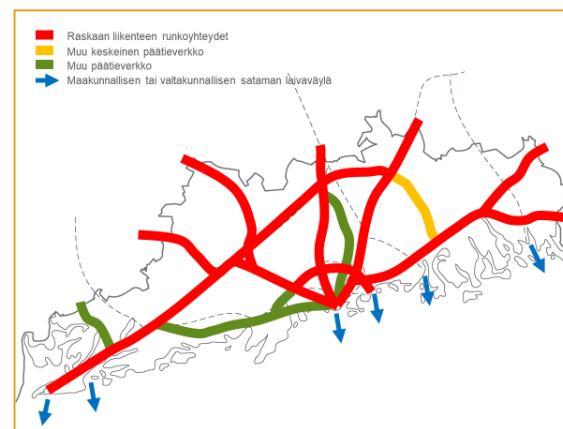 Raskaan liikenteen runkoyhteydet
Muu keskeinen päätieverkko
Muu päätieverkko
Maakunnallisen tai valtakunnallisen sataman laivaväylä